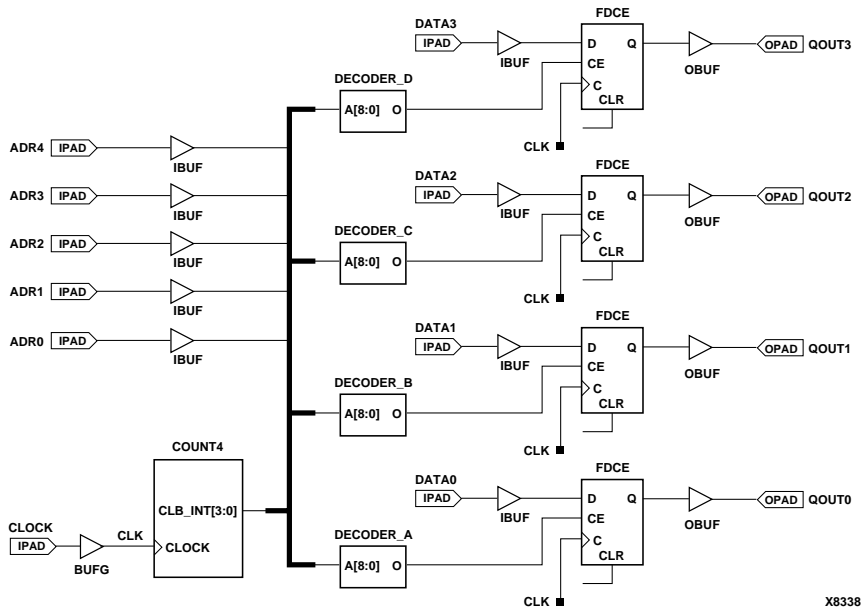 DATA3 FDCE
IPAD IBUF D Q OBUF OPAD QOUT3
CE
C
CLR
CLK
DECODER_D
A[8:0] O
ADR4 IPAD IBUF
ADR3 IPAD IBUF
ADR2 IPAD IBUF
ADR1 IPAD IBUF
ADR0 IPAD IBUF
DATA2 FDCE
IPAD IBUF D Q OBUF OPAD QOUT2
CE
C
CLR
CLK
DECODER_C
A[8:0] O
DATA1 FDCE
IPAD IBUF D Q OBUF OPAD QOUT1
CE
C
CLR
CLK
DECODER_B
A[8:0] O
COUNT4
CLB_INT[3:0]
CLOCK
CLOCK
IPAD BUFG CLK
DATA0 FDCE
IPAD IBUF D Q OBUF OPAD QOUT0
CE
C
CLR
CLK
DECODER_A
A[8:0] O
X8338